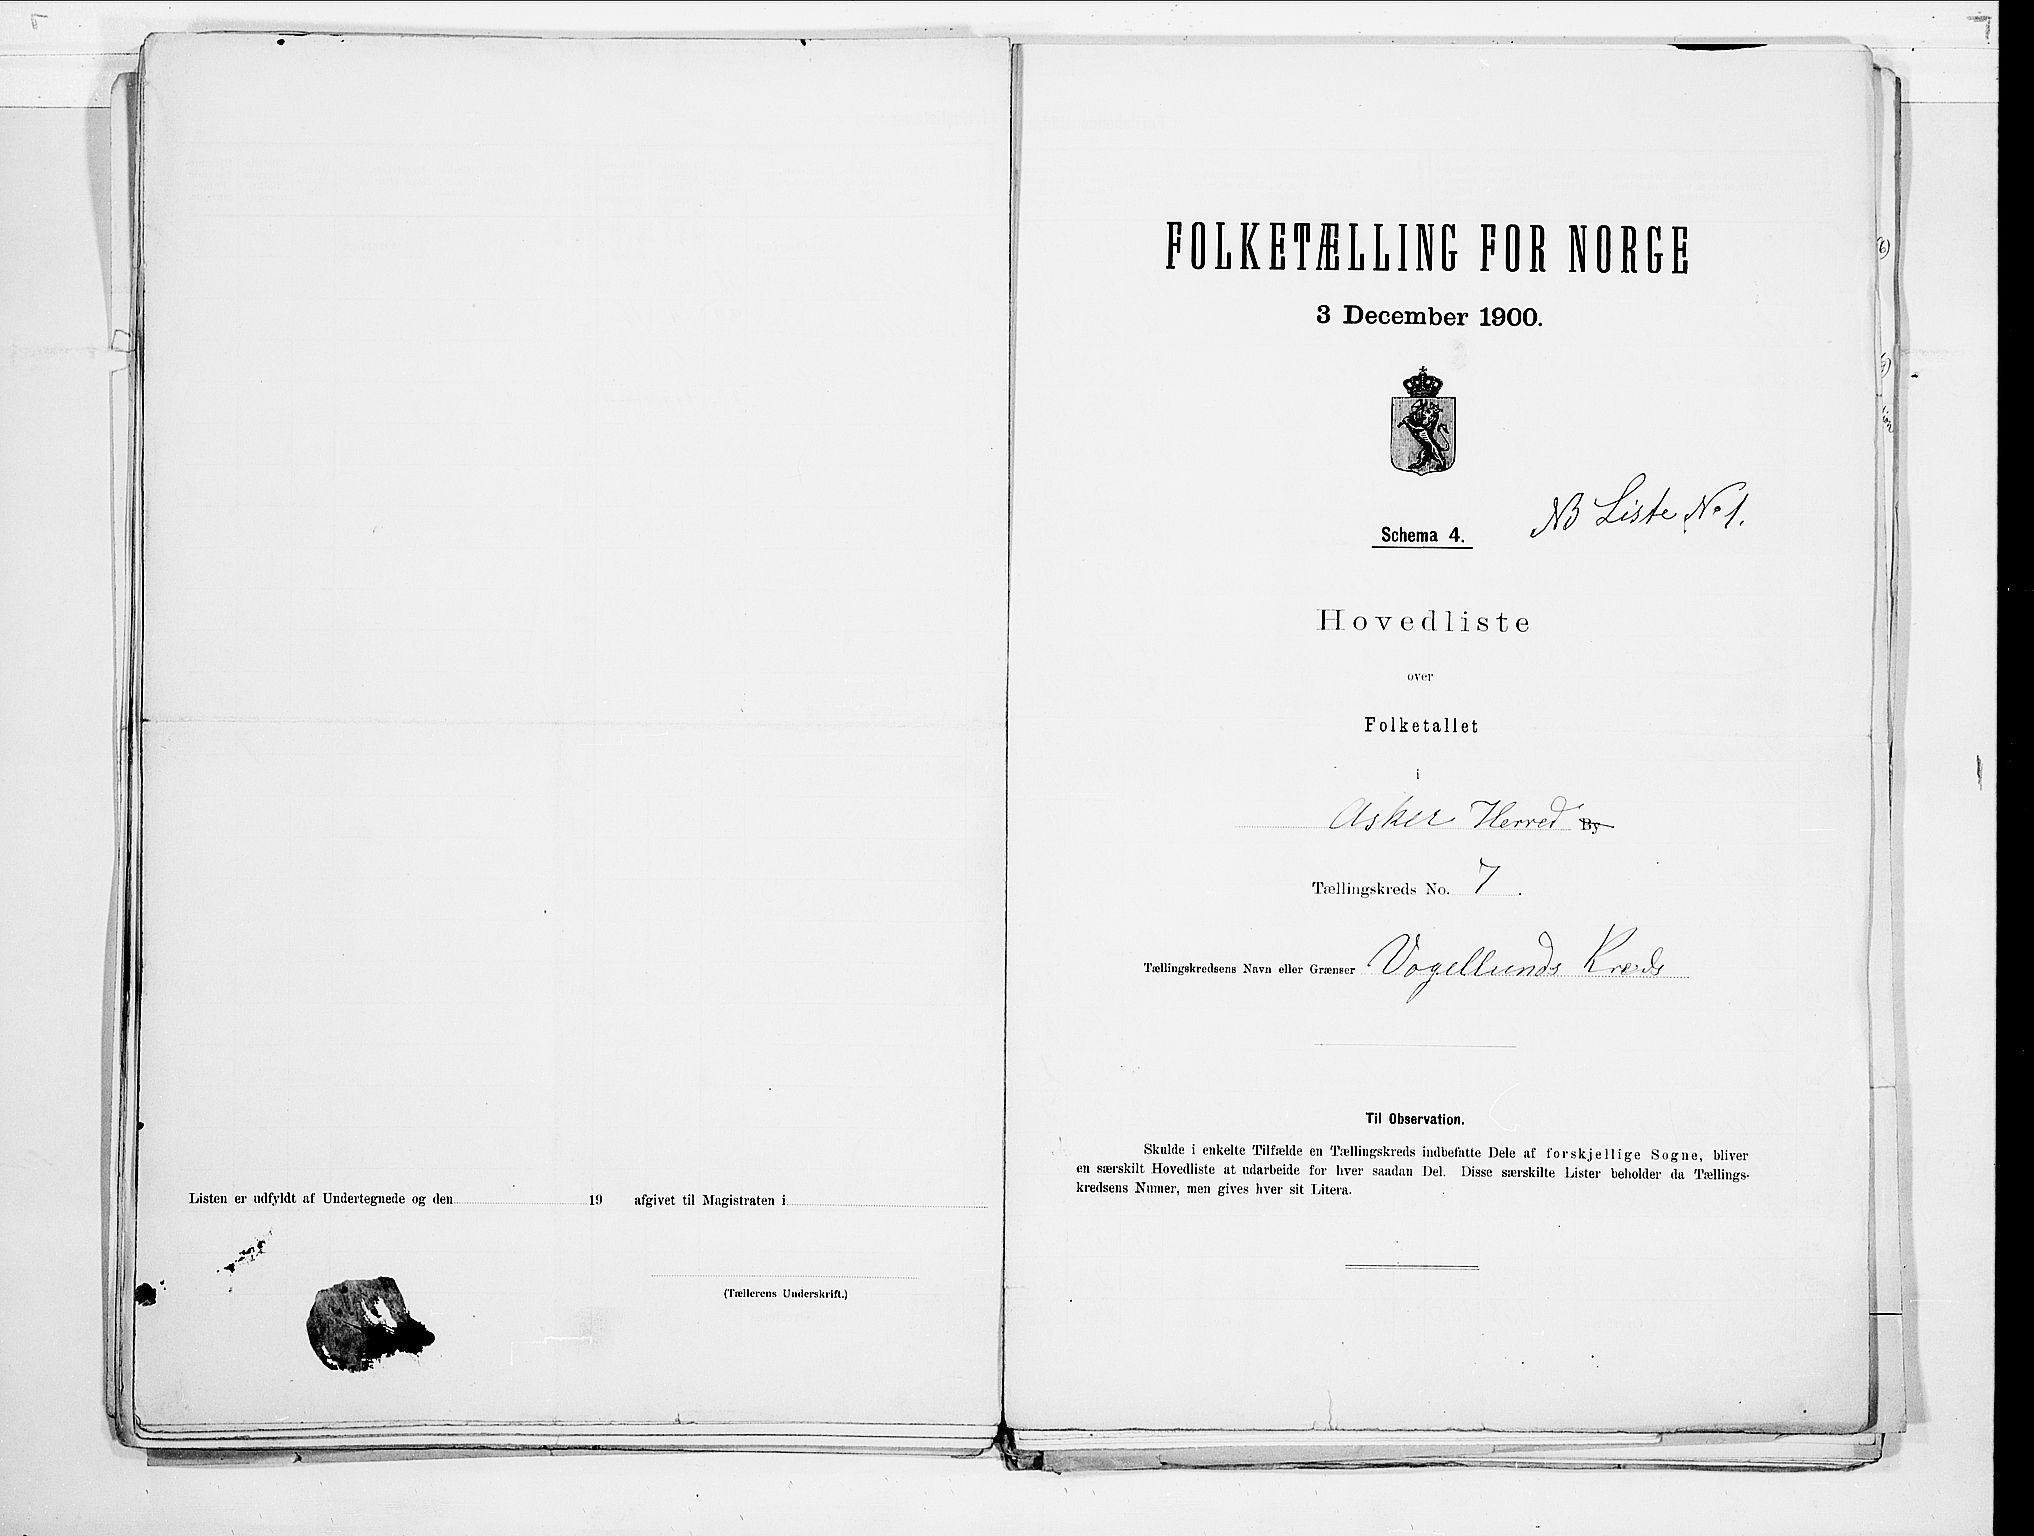 Listen er udfyldt af Undertegnede og den 19 afgivet til Magistraten i
(Tællerens Underskrift.)
FOLKETÆLLING FOR NORGE
3 December 1900.
NB Liste No 1.
Schema 4.
Hovedliste
over
Folketallet
i
Asker Herred By
Tællingskreds No. 7.
Tællingskredsens Navn eller Grænser Vogellunds Kreds
Til Observation.
Skulde i enkelte Tilfælde en Tællingskreds indbefatte Dele af forskjellige Sogne, bliver
en særskilt Hovedliste at udarbeide for hver saadan Del. Disse særskilte Lister beholder da Tællings-
kredsens Numer, men gives hver sit Litera.